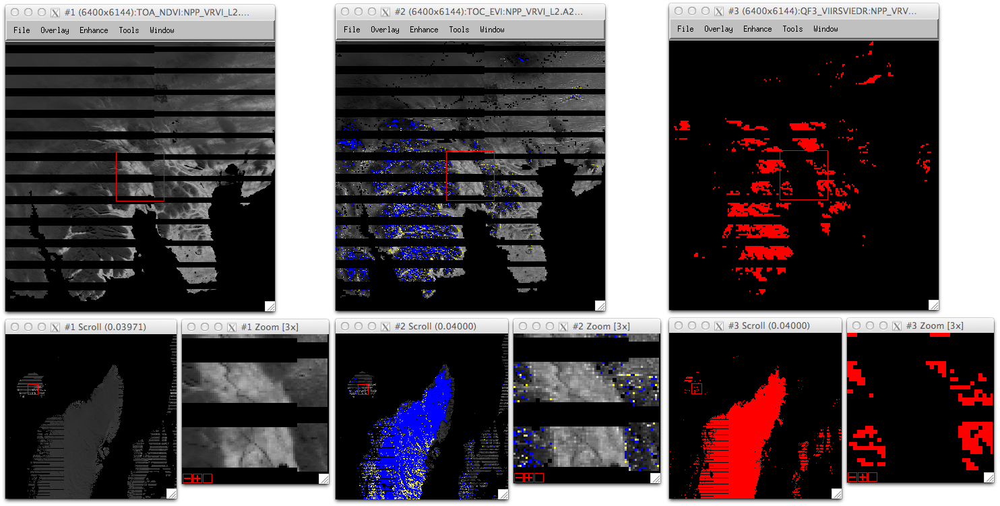 #1 (6400x6144):TOA_NDVI:NPP_VRVI_L2....
File Overlay Enhance Tools Window
#2 (6400x6144):TOC_EVI:NPP_VRVI_L2.A2...
File Overlay Enhance Tools Window
#3 (6400x6144):QF3_VIIRSVIEDR:NPP_VRV...
File Overlay Enhance Tools Window
#1 Scroll (0.03971)
#1 Zoom [3x]
#2 Scroll (0.04000)
#2 Zoom [3x]
#3 Scroll (0.04000)
#3 Zoom [3x]